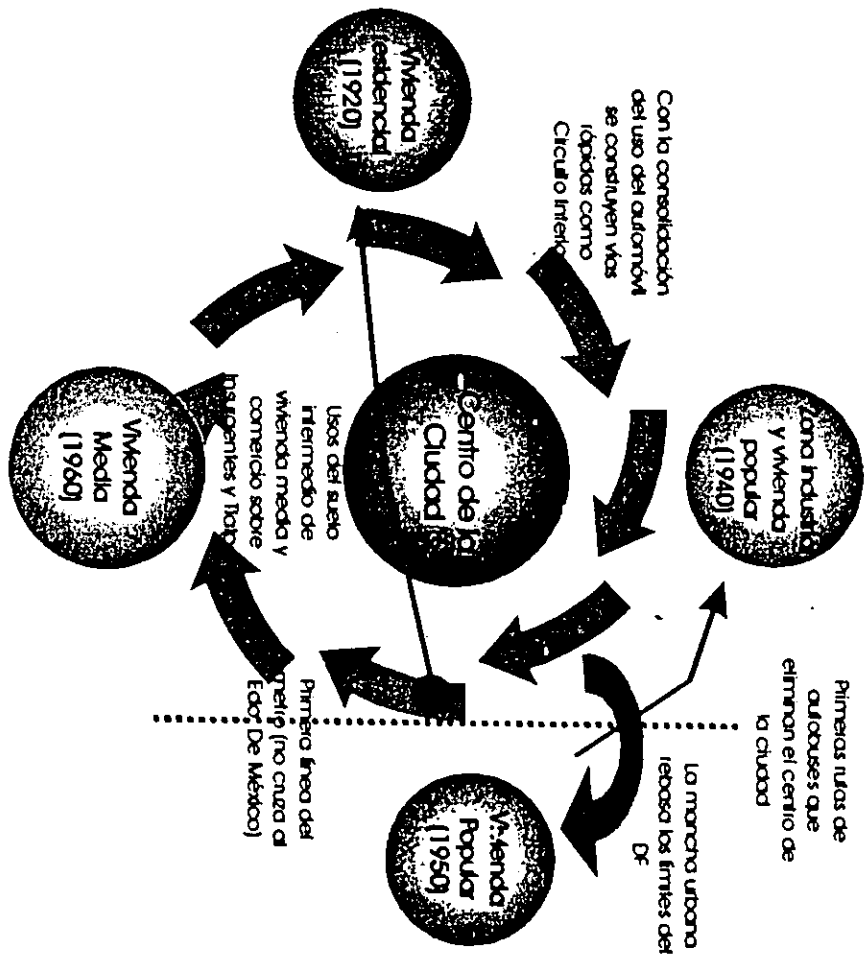 Zona industria
y vivienda
popular
(1940)
Primeras rutas de
autobuses que
eliminan el centro de
la ciudad
La mancha urbana
rebasa los límites del
DF
Con la consolidación
del uso del automóvil
se construyen vías
rápidas como
Circuito Interio
Vivienda
Popular
(1950)
Centro de la
Ciudad
Vivienda
residencial
(1920)
Usos del suelo
intermedio de
vivienda media y
comercio sobre
Insurgentes y Tlalp
Primera línea del
metro (no cruza al
Edo. De México)
Vivienda
Media
(1960)